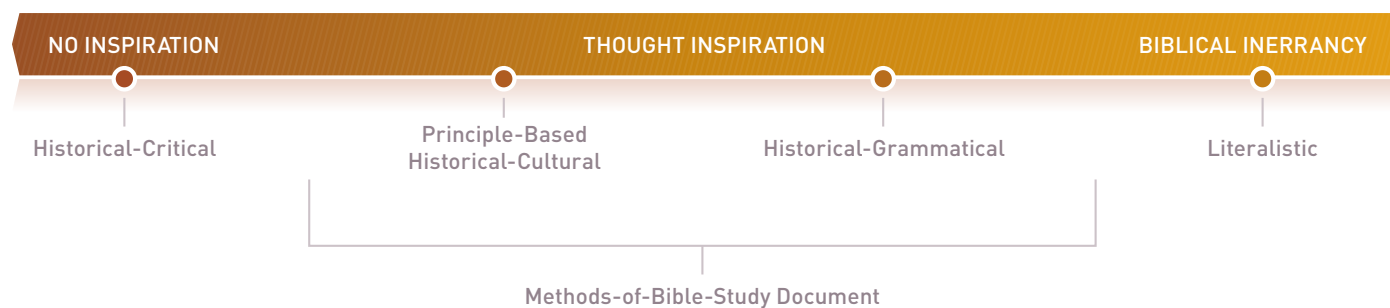 NO INSPIRATION
THOUGHT INSPIRATION
BIBLICAL INERRANCY
Historical-Critical
Principle-Based
Historical-Cultural
Historical-Grammatical
Literalistic
Methods-of-Bible-Study Document